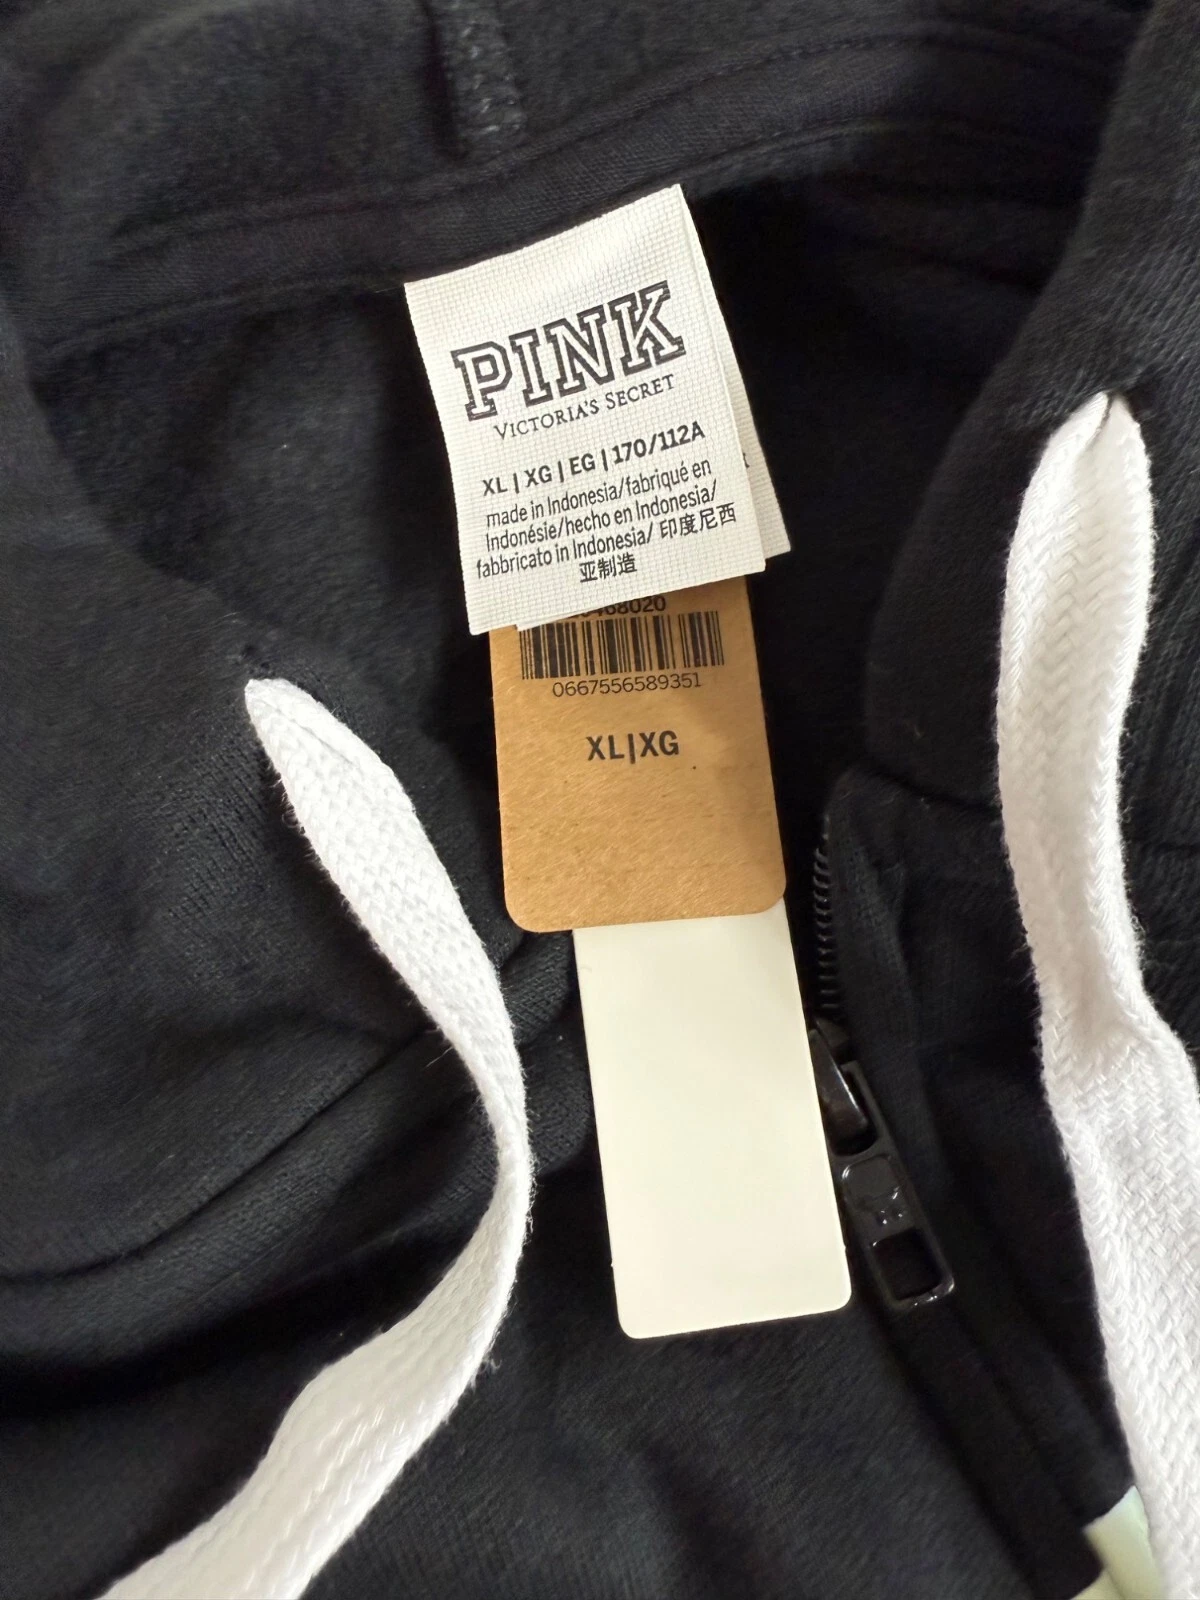 PINK
VICTORIA'S SECRET
XL | XG | EG | 170/112A
made in Indonesia/fabriqué en
Indonésie/hecho en Indonesia/
fabbricato in Indonesia/ 印度尼西
亚制造
0667556589351
XL|XG